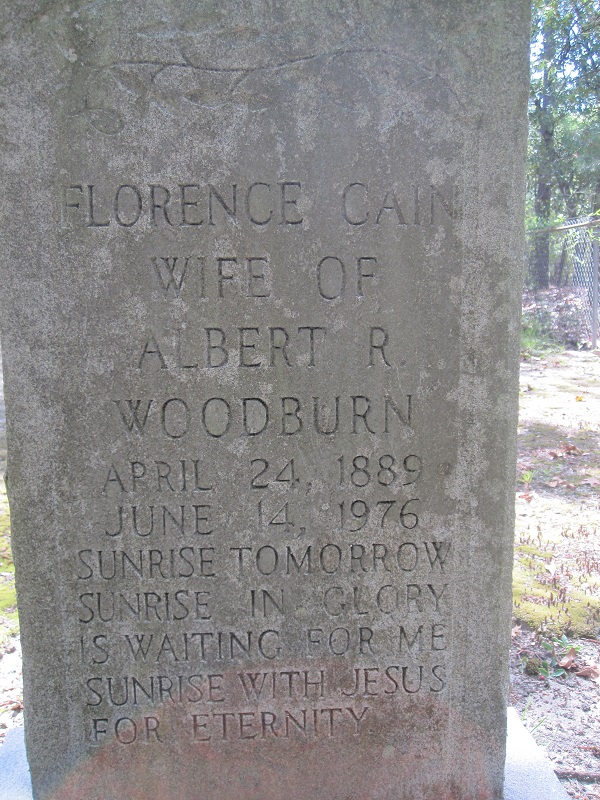 FLORENCE CAIN
WIFE OF
ALBERT R.
WOODBURN
APRIL 24, 1889
JUNE 14, 1976
SUNRISE TOMORROW
SUNRISE IN GLORY
IS WAITING FOR ME
SUNRISE WITH JESUS
FOR ETERNITY.